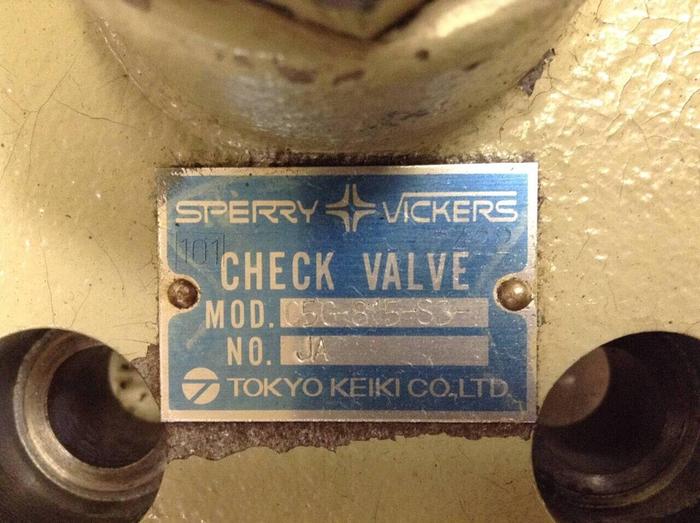 SPERRY VICKERS
101
CHECK VALVE
MOD. C5G-815-S3-
NO. JA
TOKYO KEIKI CO.,LTD.